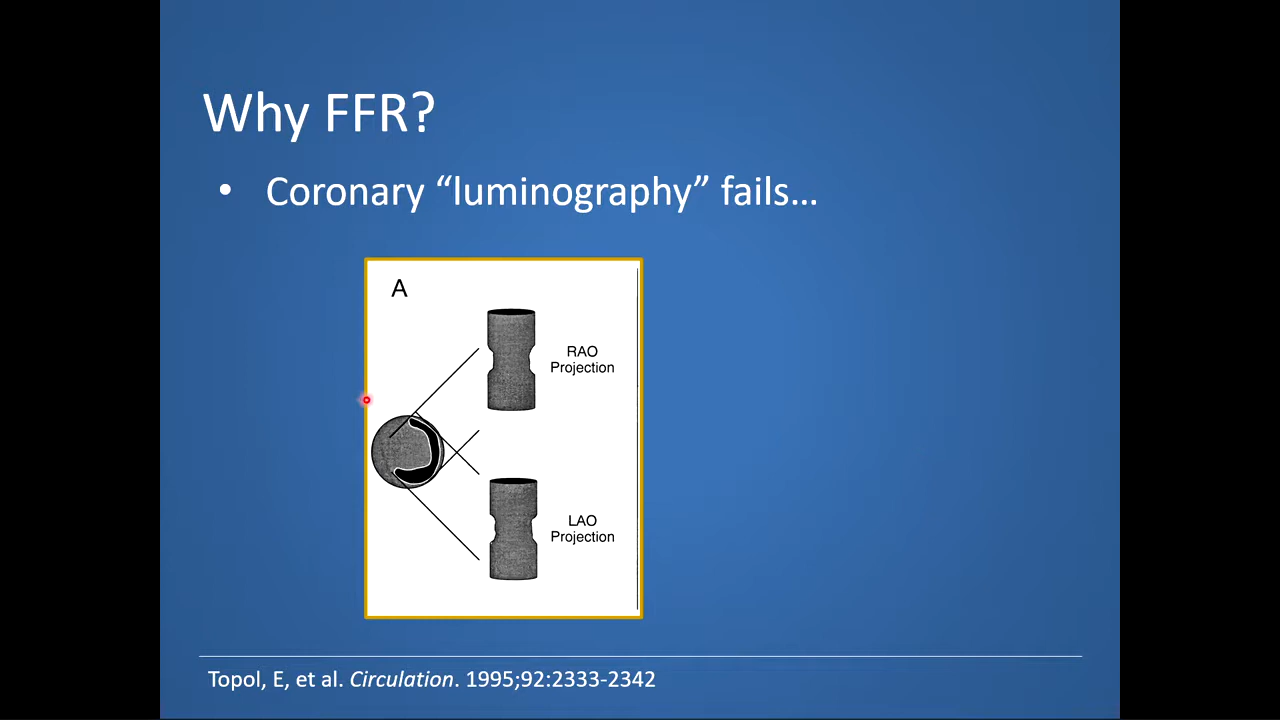 Why FFR?
• Coronary “luminography” fails...
A
RAO
Projection
LAO
Projection
Topol, E, et al. Circulation. 1995;92:2333-2342